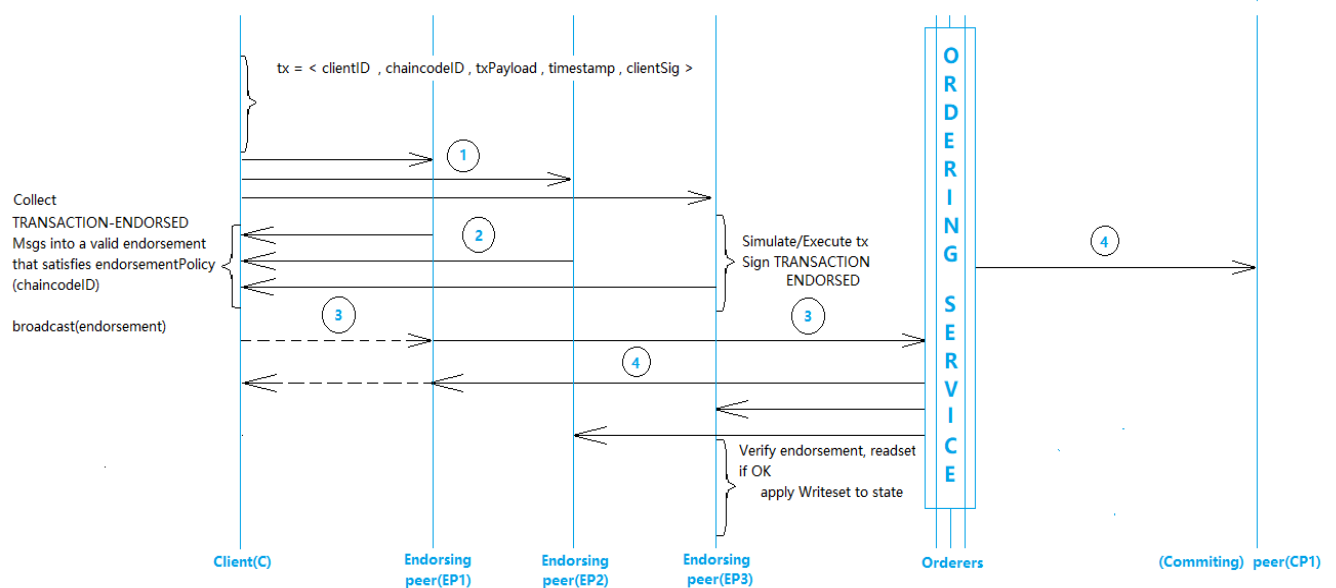 tx = < clientID , chaincodeID , txPayload , timestamp , clientSig >
O
R
D
E
R
I
N
G
S
E
R
V
I
C
E
1
Collect
TRANSACTION-ENDORSED
Msgs into a valid endorsement
that satisfies endorsementPolicy
(chaincodeID)
2
Simulate/Execute tx
Sign TRANSACTION
ENDORSED
4
broadcast(endorsement)
3
3
4
Verify endorsement, readset
if OK
apply Writeset to state
Client(C)
Endorsing
peer(EP1)
Endorsing
peer(EP2)
Endorsing
peer(EP3)
Orderers
(Commiting) peer(CP1)